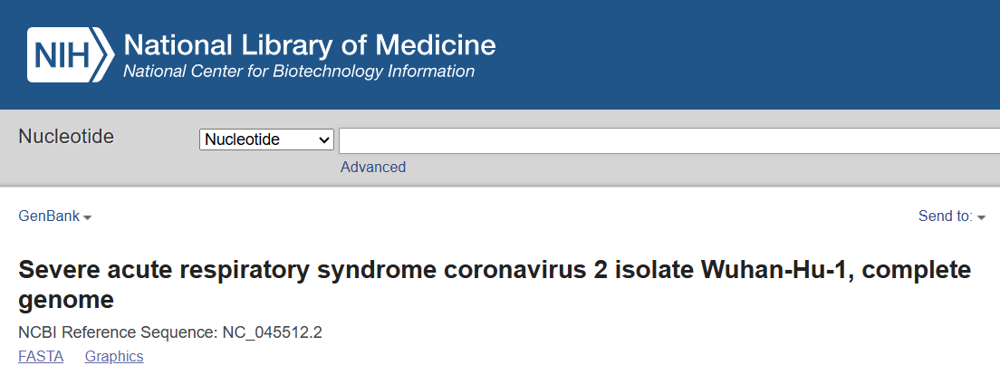 NIH National Library of Medicine
National Center for Biotechnology Information
Nucleotide Nucleotide
Advanced
GenBank Send to:
Severe acute respiratory syndrome coronavirus 2 isolate Wuhan-Hu-1, complete
genome
NCBI Reference Sequence: NC_045512.2
FASTA Graphics